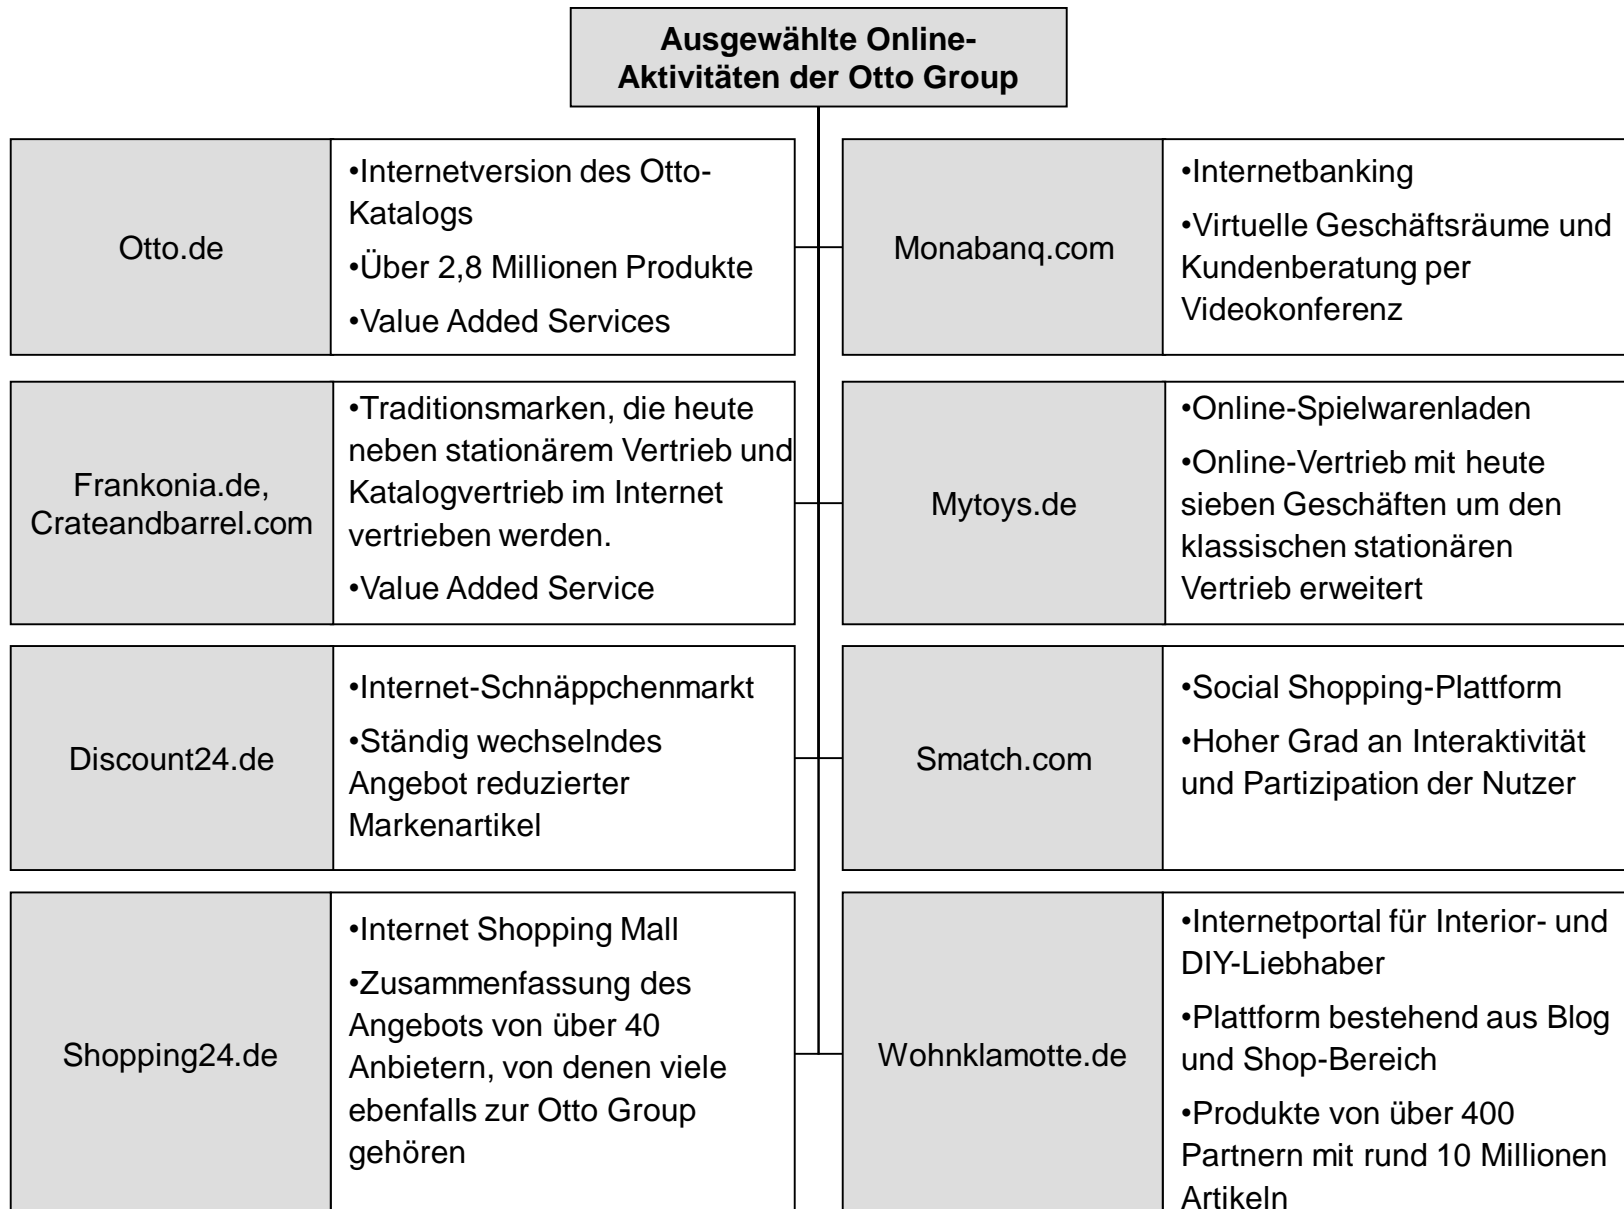 Ausgewählte Online-
Aktivitäten der Otto Group
Otto.de
•Internetversion des Otto-
Katalogs
•Über 2,8 Millionen Produkte
•Value Added Services
Monabanq.com
•Internetbanking
•Virtuelle Geschäftsräume und
Kundenberatung per
Videokonferenz
Frankonia.de,
Crateandbarrel.com
•Traditionsmarken, die heute
neben stationärem Vertrieb und
Katalogvertrieb im Internet
vertrieben werden.
•Value Added Service
Mytoys.de
•Online-Spielwarenladen
•Online-Vertrieb mit heute
sieben Geschäften um den
klassischen stationären
Vertrieb erweitert
Discount24.de
•Internet-Schnäppchenmarkt
•Ständig wechselndes
Angebot reduzierter
Markenartikel
Smatch.com
•Social Shopping-Plattform
•Hoher Grad an Interaktivität
und Partizipation der Nutzer
Shopping24.de
•Internet Shopping Mall
•Zusammenfassung des
Angebots von über 40
Anbietern, von denen viele
ebenfalls zur Otto Group
gehören
Wohnklamotte.de
•Internetportal für Interior- und
DIY-Liebhaber
•Plattform bestehend aus Blog
und Shop-Bereich
•Produkte von über 400
Partnern mit rund 10 Millionen
Artikeln